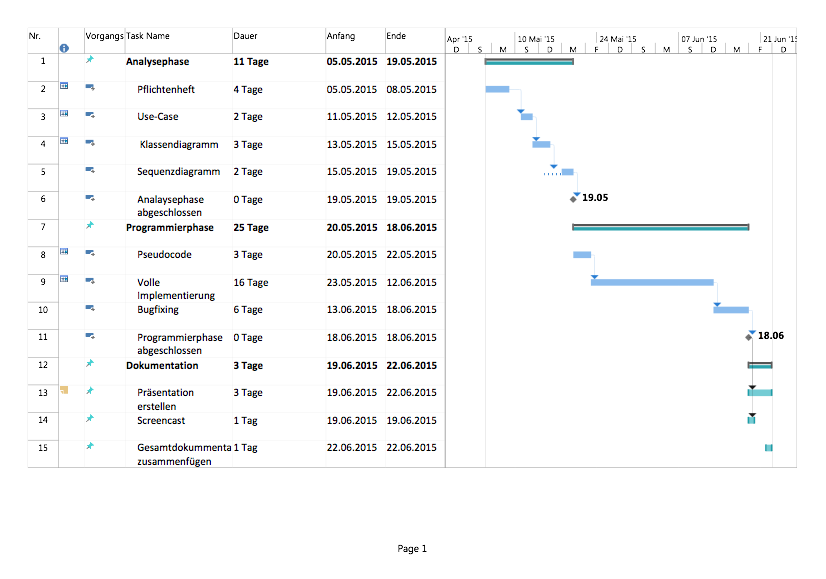 Nr. Vorgangs Task Name Dauer Anfang Ende Apr '15 10 Mai '15 24 Mai '15 07 Jun '15 21 Jun '15
D S M D M F S D M F D
1 Analysephase 11 Tage 05.05.2015 19.05.2015
2 Pflichtenheft 4 Tage 05.05.2015 08.05.2015
3 Use-Case 2 Tage 11.05.2015 12.05.2015
4 Klassendiagramm 3 Tage 13.05.2015 15.05.2015
5 Sequenzdiagramm 2 Tage 15.05.2015 19.05.2015
6 Analaysephase 0 Tage 19.05.2015 19.05.2015 19.05
abgeschlossen
7 Programmierphase 25 Tage 20.05.2015 18.06.2015
8 Pseudocode 3 Tage 20.05.2015 22.05.2015
9 Volle 16 Tage 23.05.2015 12.06.2015
Implementierung
10 Bugfixing 6 Tage 13.06.2015 18.06.2015
11 Programmierphase 0 Tage 18.06.2015 18.06.2015 18.06
abgeschlossen
12 Dokumentation 3 Tage 19.06.2015 22.06.2015
13 Präsentation 3 Tage 19.06.2015 22.06.2015
erstellen
14 Screencast 1 Tag 19.06.2015 19.06.2015
15 Gesamtdokummenta 1 Tag 22.06.2015 22.06.2015
zusammenfügen
Page 1